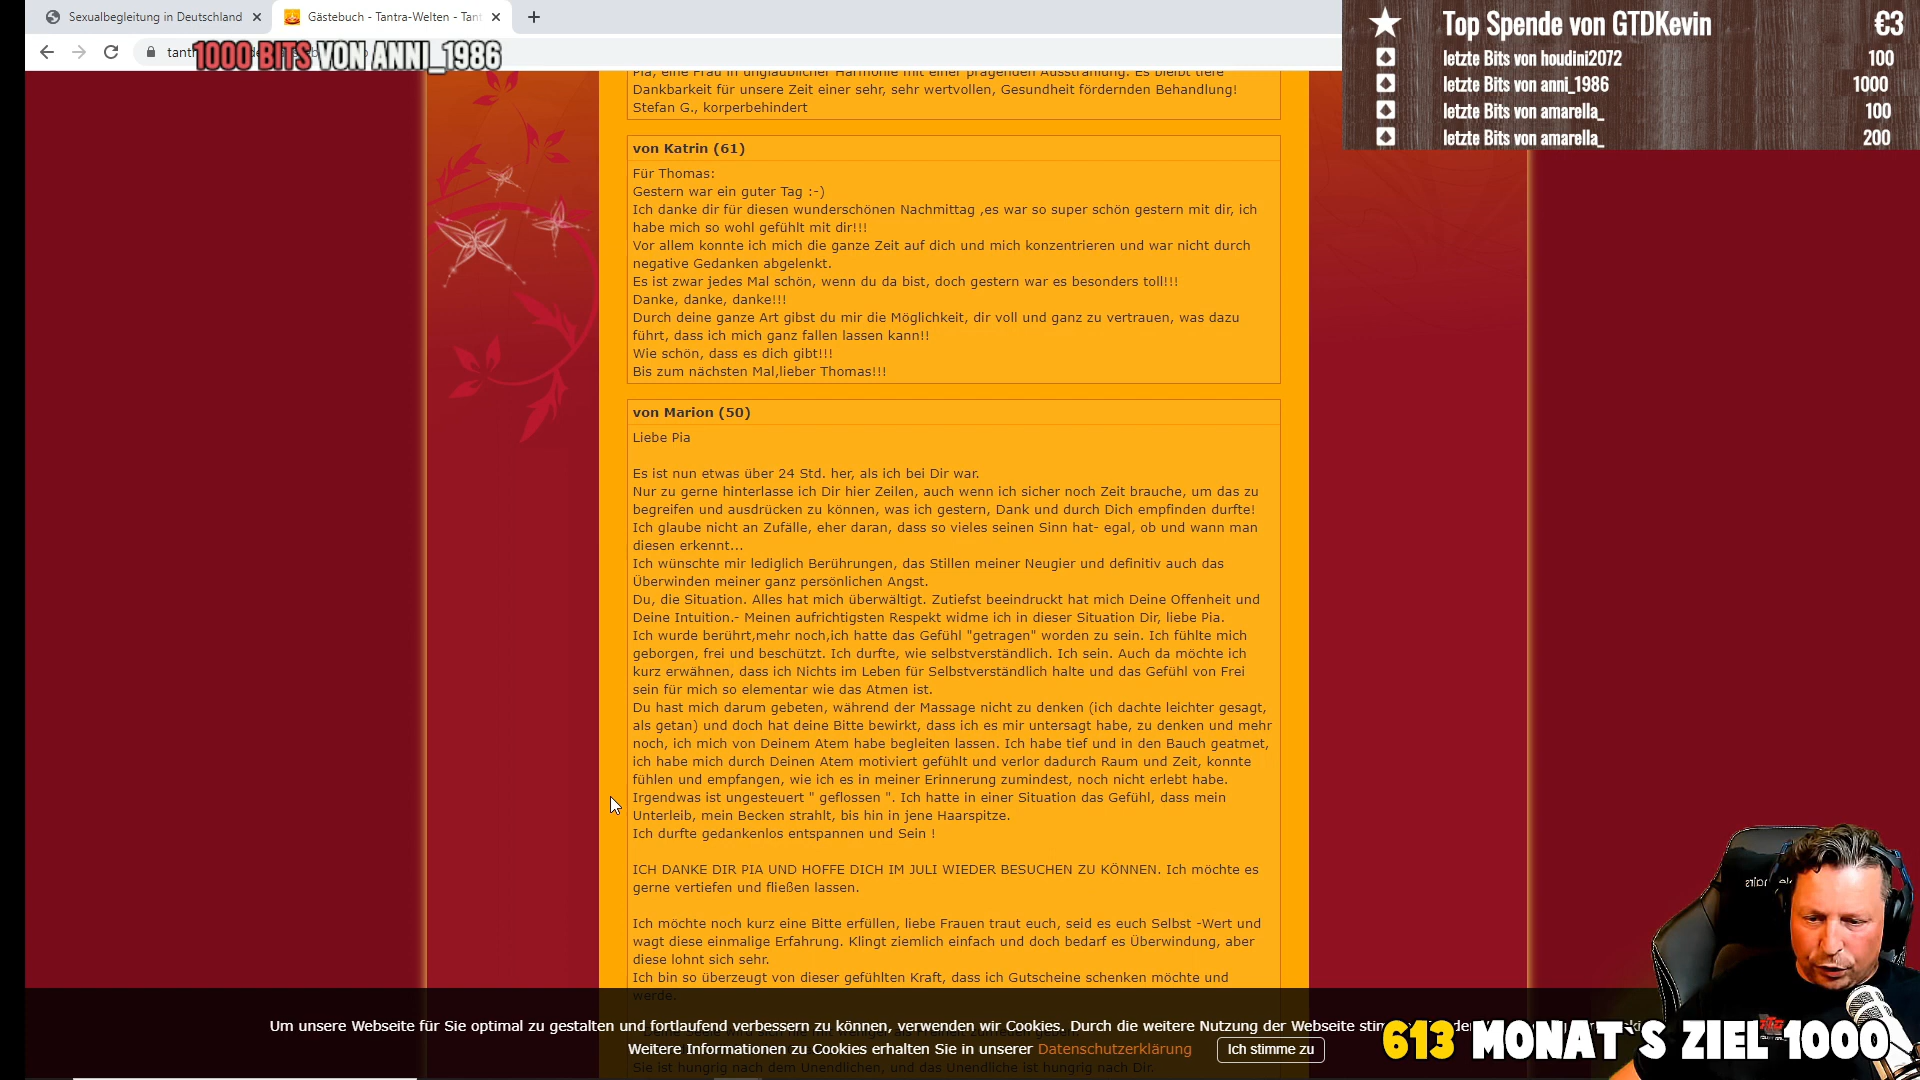 Sexualbegleitung in Deutschland
Gästebuch - Tantra-Welten - Tant
1000 BITS VON ANNI_1986
Top Spende von GTDKevin €3
letzte Bits von houdini2072 100
letzte Bits von anni_1986 1000
letzte Bits von amarella_ 100
letzte Bits von amarella_ 200
Pia, eine Frau in unglaublicher Harmonie mit einer prägenden Ausstrahlung. Es bleibt tiefe
Dankbarkeit für unsere Zeit einer sehr, sehr wertvollen, Gesundheit fördernden Behandlung!
Stefan G., korperbehindert
von Katrin (61)
Für Thomas:
Gestern war ein guter Tag :-)
Ich danke dir für diesen wunderschönen Nachmittag ,es war so super schön gestern mit dir, ich
habe mich so wohl gefühlt mit dir!!!
Vor allem konnte ich mich die ganze Zeit auf dich und mich konzentrieren und war nicht durch
negative Gedanken abgelenkt.
Es ist zwar jedes Mal schön, wenn du da bist, doch gestern war es besonders toll!!!
Danke, danke, danke!!!
Durch deine ganze Art gibst du mir die Möglichkeit, dir voll und ganz zu vertrauen, was dazu
führt, dass ich mich ganz fallen lassen kann!!
Wie schön, dass es dich gibt!!!
Bis zum nächsten Mal,lieber Thomas!!!
von Marion (50)
Liebe Pia
Es ist nun etwas über 24 Std. her, als ich bei Dir war.
Nur zu gerne hinterlasse ich Dir hier Zeilen, auch wenn ich sicher noch Zeit brauche, um das zu
begreifen und ausdrücken zu können, was ich gestern, Dank und durch Dich empfinden durfte!
Ich glaube nicht an Zufälle, eher daran, dass so vieles seinen Sinn hat- egal, ob und wann man
diesen erkennt...
Ich wünschte mir lediglich Berührungen, das Stillen meiner Neugier und definitiv auch das
Überwinden meiner ganz persönlichen Angst.
Du, die Situation. Alles hat mich überwältigt. Zutiefst beeindruckt hat mich Deine Offenheit und
Deine Intuition.- Meinen aufrichtigsten Respekt widme ich in dieser Situation Dir, liebe Pia.
Ich wurde berührt,mehr noch,ich hatte das Gefühl "getragen" worden zu sein. Ich fühlte mich
geborgen, frei und beschützt. Ich durfte, wie selbstverständlich. Ich sein. Auch da möchte ich
kurz erwähnen, dass ich Nichts im Leben für Selbstverständlich halte und das Gefühl von Frei
sein für mich so elementar wie das Atmen ist.
Du hast mich darum gebeten, während der Massage nicht zu denken (ich dachte leichter gesagt,
als getan) und doch hat deine Bitte bewirkt, dass ich es mir untersagt habe, zu denken und mehr
noch, ich mich von Deinem Atem habe begleiten lassen. Ich habe tief und in den Bauch geatmet,
ich habe mich durch Deinen Atem motiviert gefühlt und verlor dadurch Raum und Zeit, konnte
fühlen und empfangen, wie ich es in meiner Erinnerung zumindest, noch nicht erlebt habe.
Irgendwas ist ungesteuert " geflossen ". Ich hatte in einer Situation das Gefühl, dass mein
Unterleib, mein Becken strahlt, bis hin in jene Haarspitze.
Ich durfte gedankenlos entspannen und Sein !
ICH DANKE DIR PIA UND HOFFE DICH IM JULI WIEDER BESUCHEN ZU KÖNNEN. Ich möchte es
gerne vertiefen und fließen lassen.
Ich möchte noch kurz eine Bitte erfüllen, liebe Frauen traut euch, seid es euch Selbst -Wert und
wagt diese einmalige Erfahrung. Klingt ziemlich einfach und doch bedarf es Überwindung, aber
diese lohnt sich sehr.
Ich bin so überzeugt von dieser gefühlten Kraft, dass ich Gutscheine schenken möchte und
werde.
Um unsere Webseite für Sie optimal zu gestalten und fortlaufend verbessern zu können, verwenden wir Cookies. Durch die weitere Nutzung der Webseite
Weitere Informationen zu Cookies erhalten Sie in unserer Datenschutzerklärung Ich stimme zu
Sie ist hungrig nach dem Unendlichen, und das Unendliche ist hungrig nach Dir.
613 MONAT`S ZIEL 1000